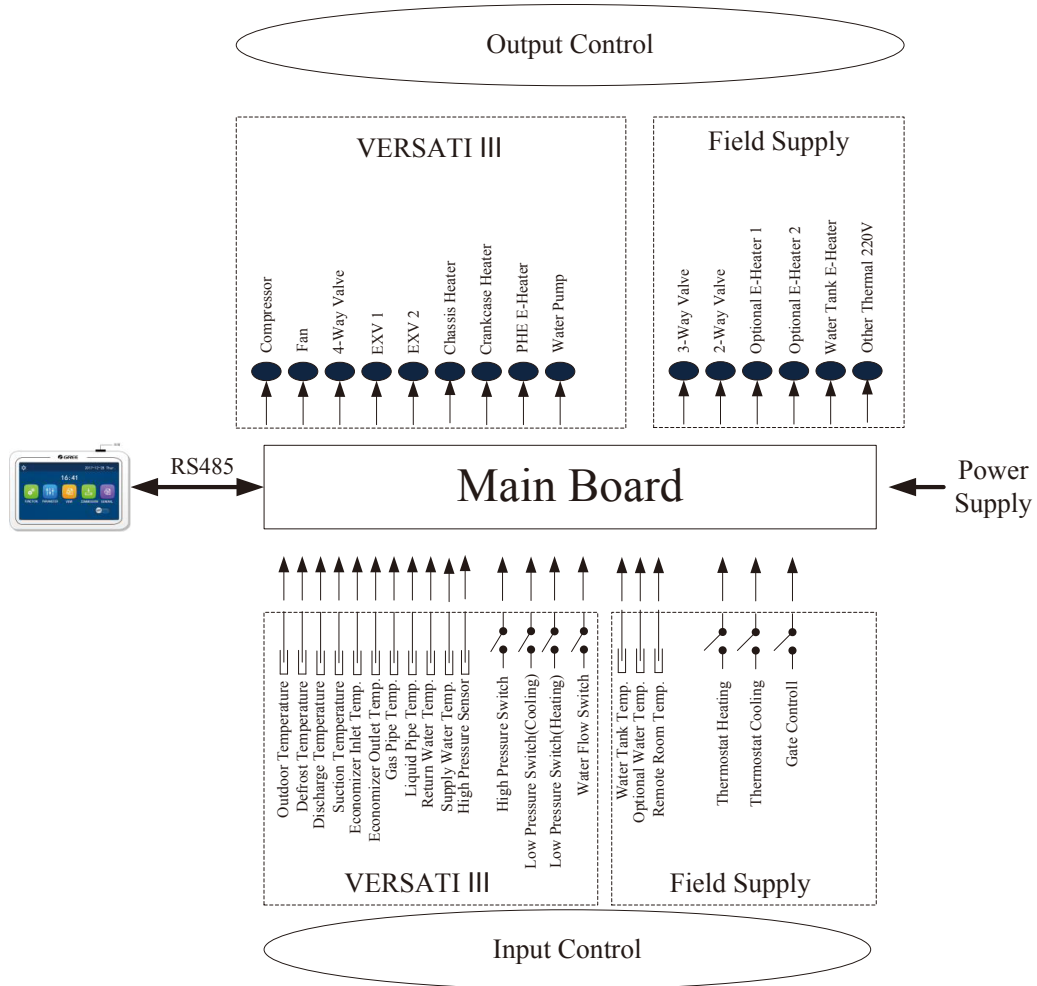 Output Control
VERSATI III
Field Supply
Compressor
Fan
4-Way Valve
EXV 1
EXV 2
Chassis Heater
Crankcase Heater
PHE E-Heater
Water Pump
3-Way Valve
2-Way Valve
Optional E-Heater 1
Optional E-Heater 2
Water Tank E-Heater
Other Thermal 220V
GREE
16:41
RS485
Main Board
Power
Supply
Outdoor Temperature
Defrost Temperature
Discharge Temperature
Suction Temperature
Economizer Inlet Temp.
Economizer Outlet Temp.
Gas Pipe Temp.
Liquid Pipe Temp.
Return Water Temp.
Supply Water Temp.
High Pressure Sensor
High Pressure Switch
Low Pressure Switch(Cooling)
Low Pressure Switch(Heating)
Water Flow Switch
Water Tank Temp.
Optional Water Temp.
Remote Room Temp.
Thermostat Heating
Thermostat Cooling
Gate Controll
VERSATI III
Field Supply
Input Control